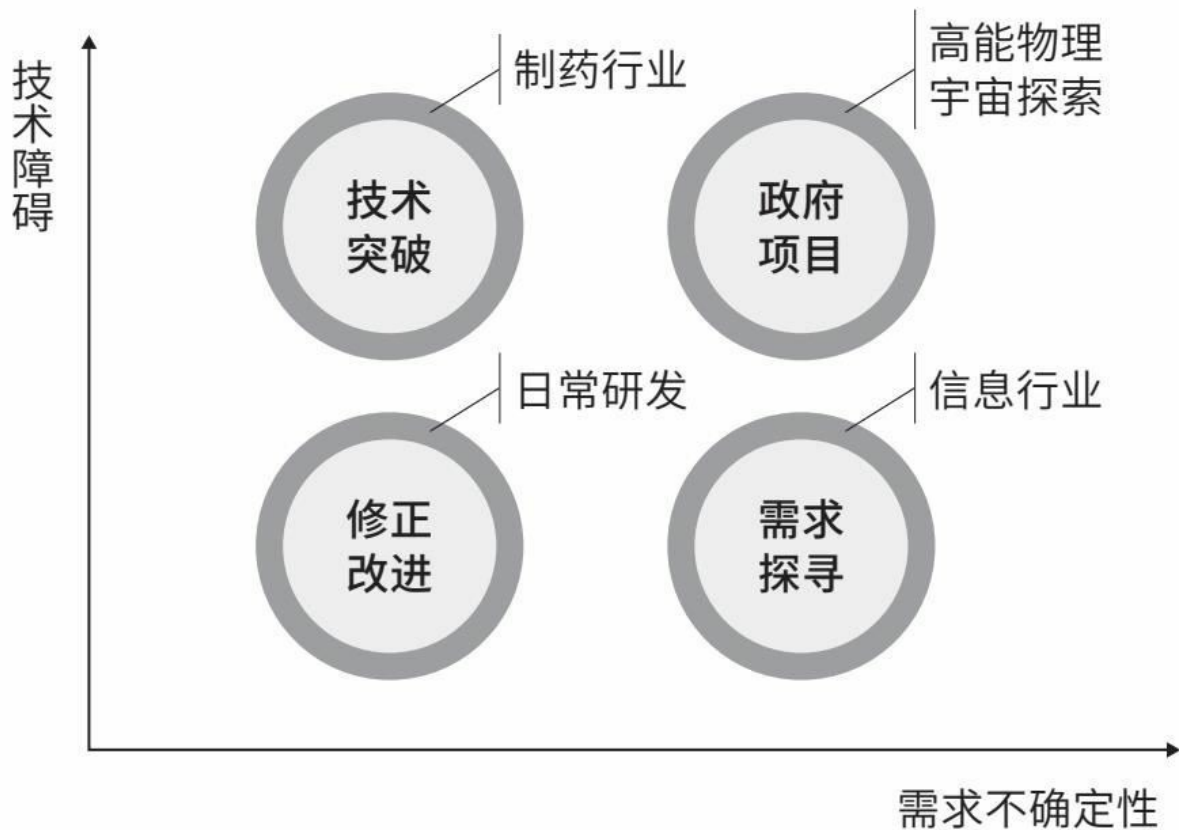 技术障碍
制药行业
高能物理
宇宙探索
技术
突破
政府
项目
日常研发
信息行业
修正
改进
需求
探寻
需求不确定性